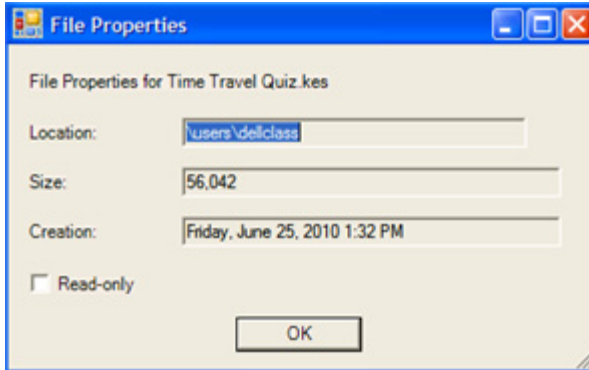 File Properties
File Properties for Time Travel Quiz.kes
Location: \users\dellclass
Size: 56,042
Creation: Friday, June 25, 2010 1:32 PM
Read-only
OK